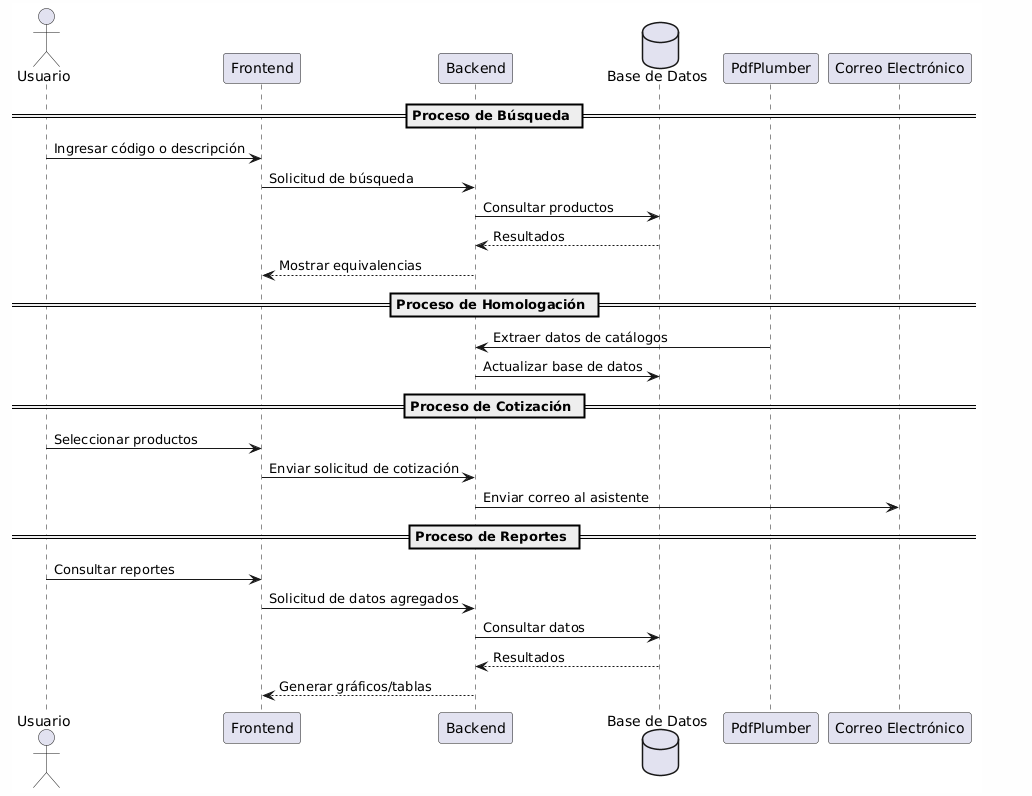 Usuario
Frontend
Backend
Base de Datos
PdfPlumber
Correo Electrónico
Proceso de Búsqueda
Ingresar código o descripción
Solicitud de búsqueda
Consultar productos
Resultados
Mostrar equivalencias
Proceso de Homologación
Extraer datos de catálogos
Actualizar base de datos
Proceso de Cotización
Seleccionar productos
Enviar solicitud de cotización
Enviar correo al asistente
Proceso de Reportes
Consultar reportes
Solicitud de datos agregados
Consultar datos
Resultados
Generar gráficos/tablas
Usuario
Frontend
Backend
Base de Datos
PdfPlumber
Correo Electrónico